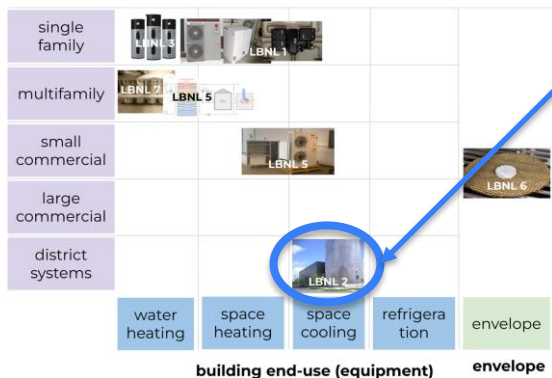 single
family
LBNL 3
LBNL 1
multifamily
LBNL 7
LBNL 5
small
commercial
LBNL 5
LBNL 6
large
commercial
district
systems
LBNL 2
water
heating
space
heating
space
cooling
refrigera
tion
envelope
building end-use (equipment)
envelope